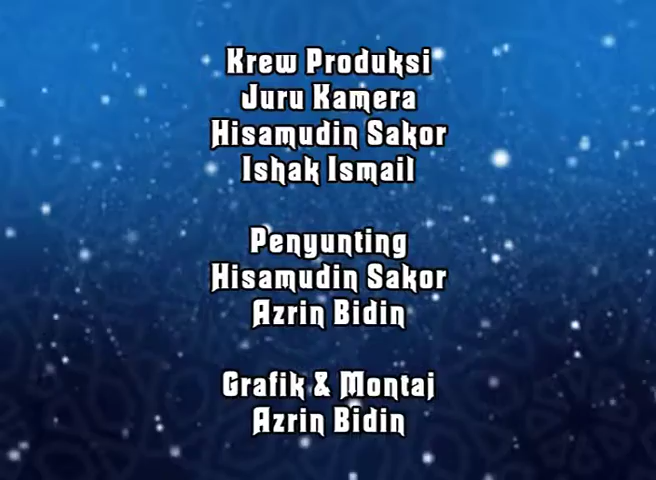 Krew Produksi
Juru Kamera
Hisamudin Sakor
Ishak Ismail
Penyunting
Hisamudin Sakor
Azrin Bidin
Grafik & Montaj
Azrin Bidin